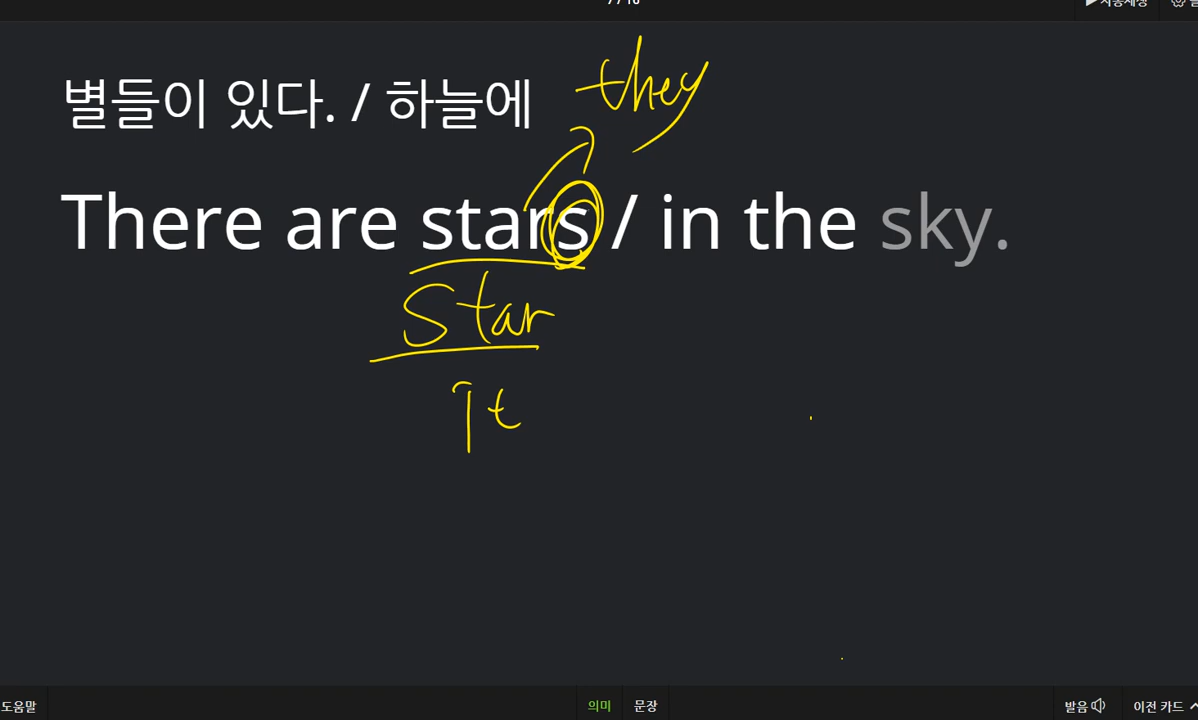 별들이 있다. / 하늘에
they
There are stars / in the sky.
Star
It
도움말
의미
문장
발음
이전 카드